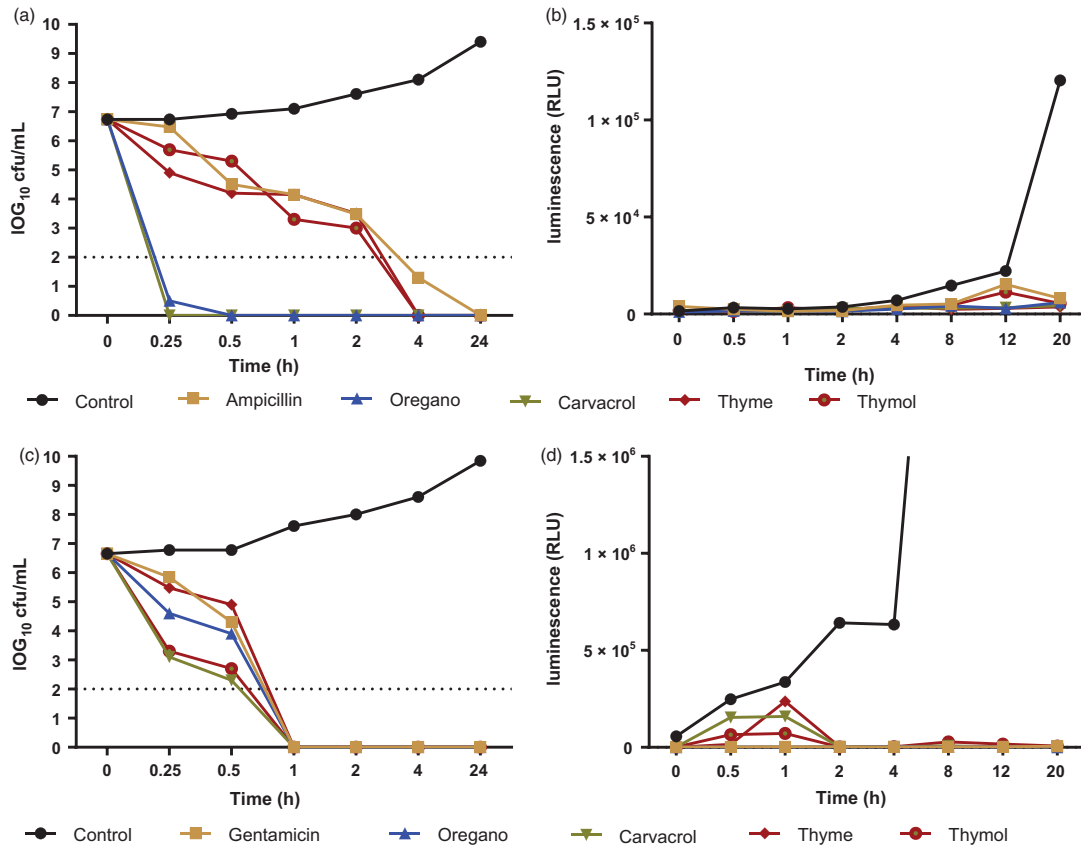 (a)
lOG10 cfu/mL
10
9
8
7
6
5
4
3
2
1
0
0 0.25 0.5 1 2 4 24
Time (h)
(b)
luminescence (RLU)
1.5 × 10^5
1 × 10^5
5 × 10^4
0
0 0.5 1 2 4 8 12 20
Time (h)
Control Ampicillin Oregano Carvacrol Thyme Thymol
(c)
lOG10 cfu/mL
10
9
8
7
6
5
4
3
2
1
0
0 0.25 0.5 1 2 4 24
Time (h)
(d)
luminescence (RLU)
1.5 × 10^6
1 × 10^6
5 × 10^5
0
0 0.5 1 2 4 8 12 20
Time (h)
Control Gentamicin Oregano Carvacrol Thyme Thymol